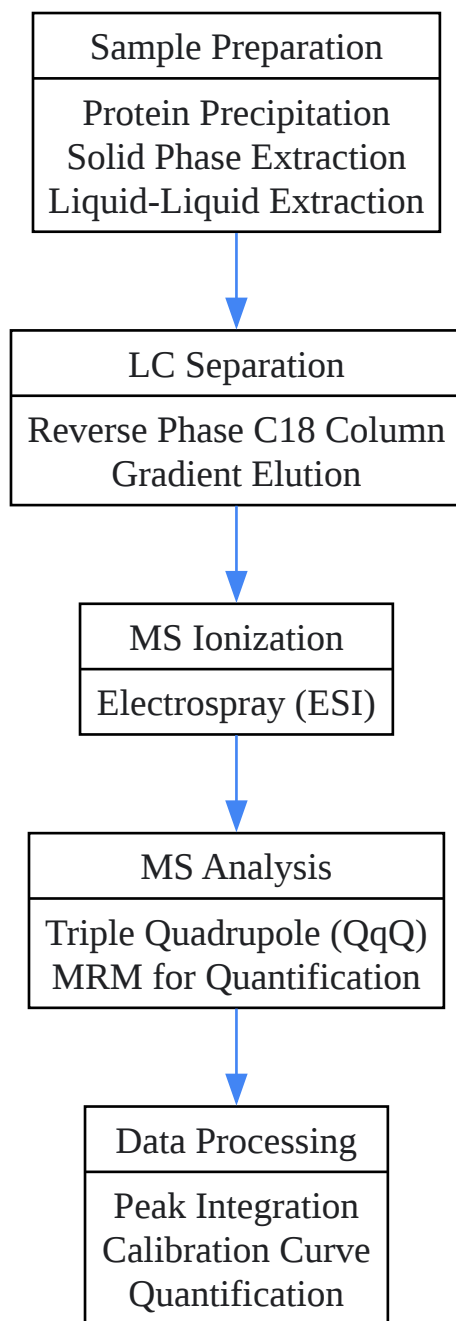 Sample Preparation
Protein Precipitation
Solid Phase Extraction
Liquid-Liquid Extraction
LC Separation
Reverse Phase C18 Column
Gradient Elution
MS Ionization
Electrospray (ESI)
MS Analysis
Triple Quadrupole (QqQ)
MRM for Quantification
Data Processing
Peak Integration
Calibration Curve
Quantification